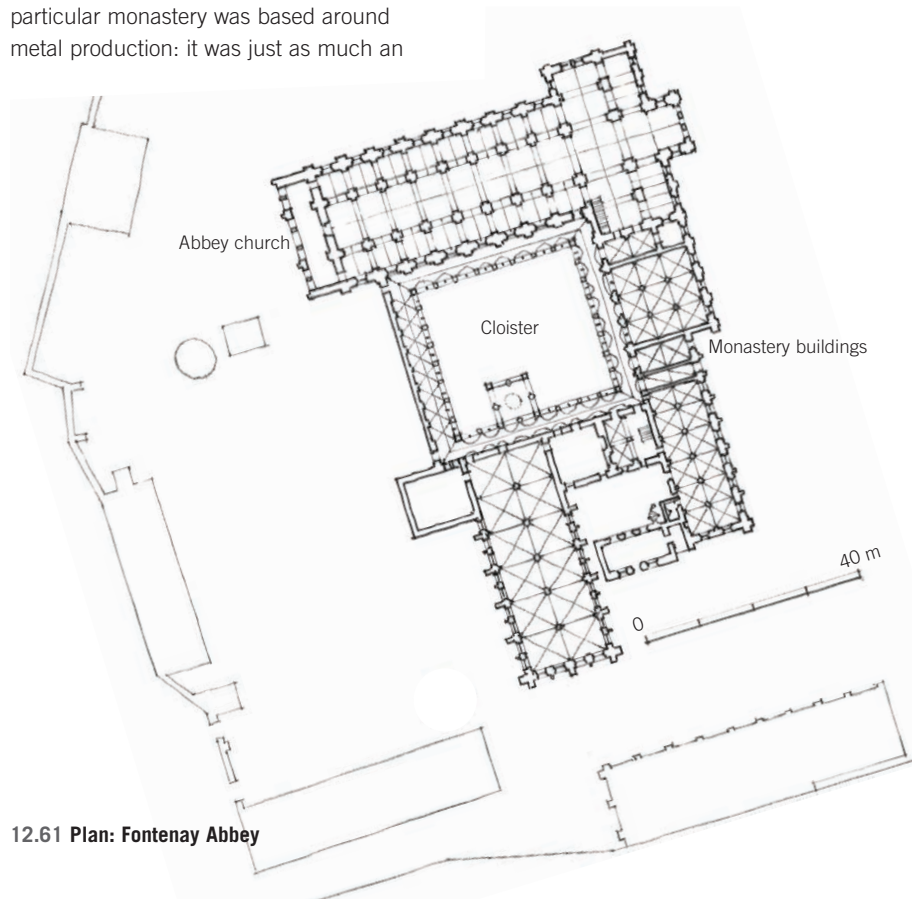 particular monastery was based around
metal production: it was just as much an
Abbey church
Cloister
Monastery buildings
40 m
0
12.61 Plan: Fontenay Abbey